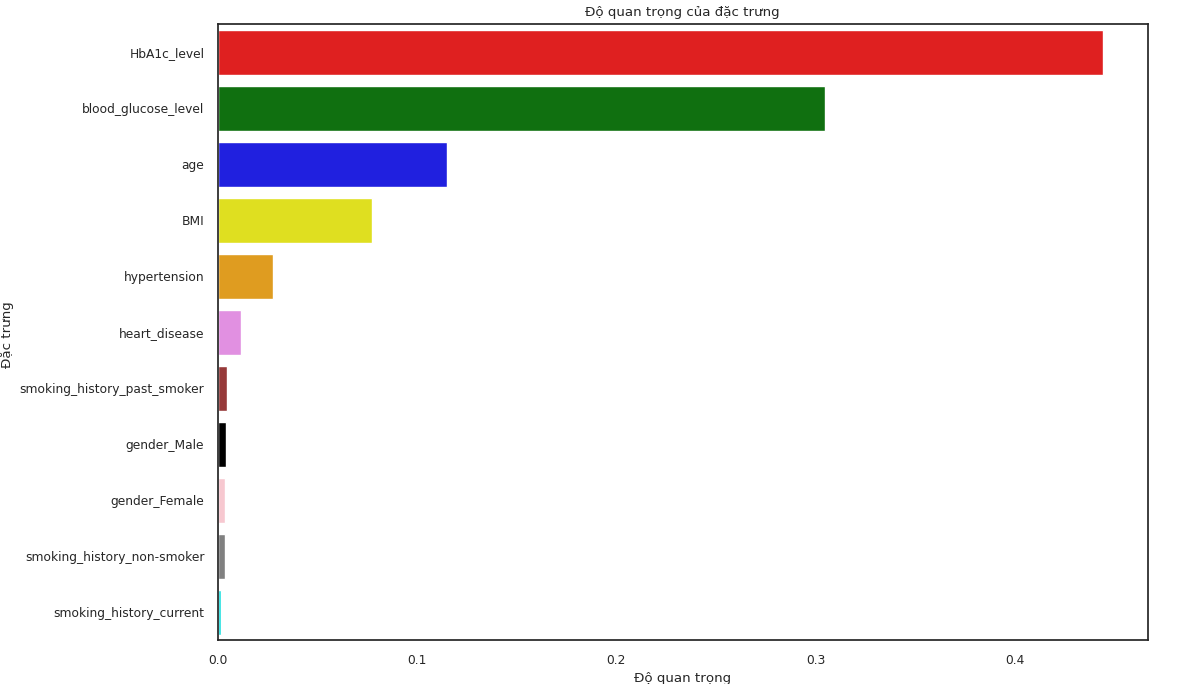 Độ quan trọng của đặc trưng
HbA1c_level
blood_glucose_level
age
BMI
hypertension
heart_disease
smoking_history_past_smoker
gender_Male
gender_Female
smoking_history_non-smoker
smoking_history_current
Đặc trưng
0.0 0.1 0.2 0.3 0.4
Độ quan trọng